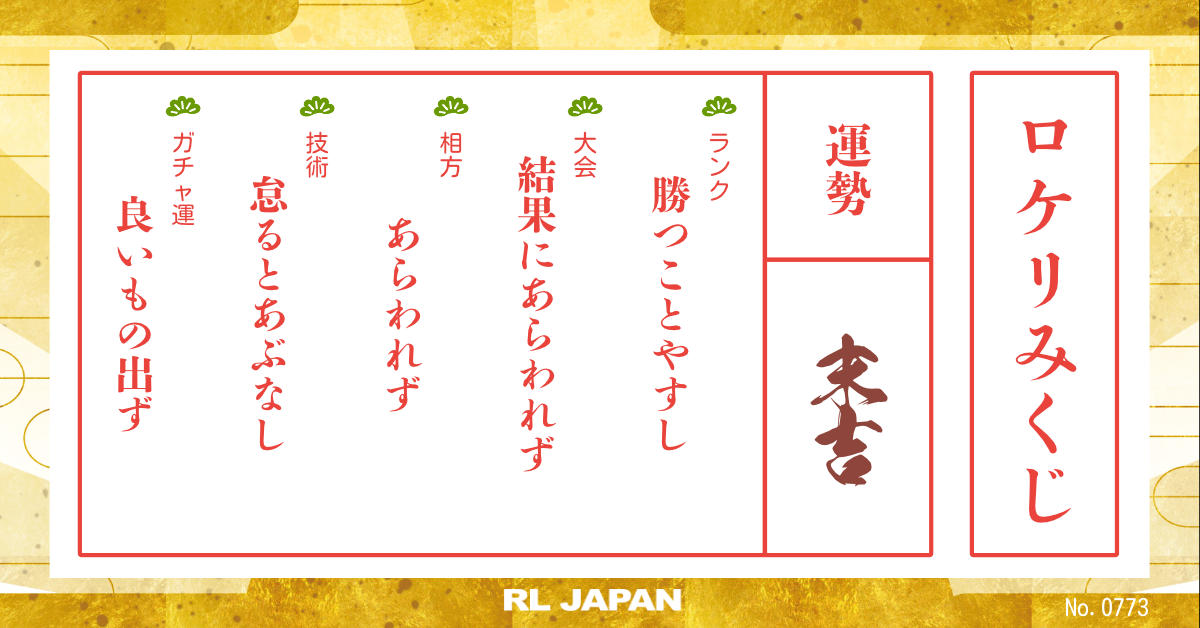 ロケリみくじ
運勢
末吉
ランク
勝つことやすし
大会
結果にあらわれず
相方
あらわれず
技術
怠るとあぶなし
ガチャ運
良いもの出ず
RL JAPAN
No. 0773